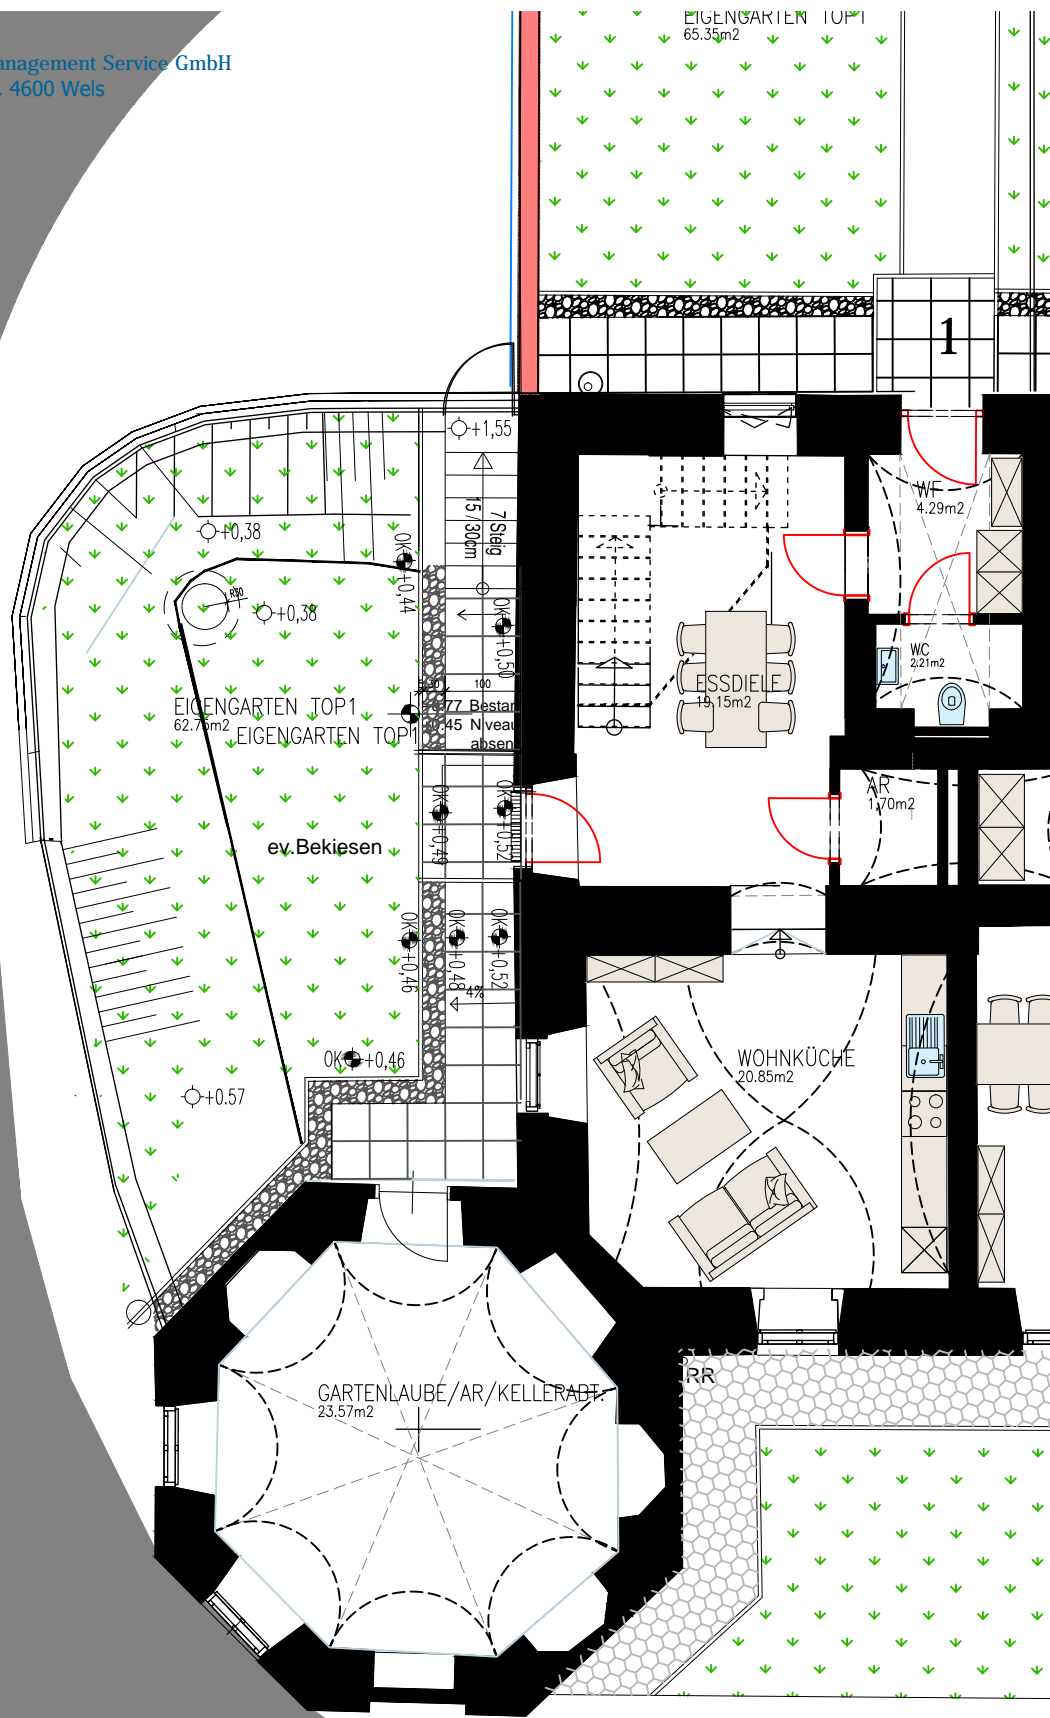 EIGENGARTEN TOP1
65.35m2
anagement Service GmbH
, 4600 Wels
1
+1,55
WF
4.29m2
7 Steig
15/30cm
+0,38
OK +0,44
R80
+0,38
OK +0,50
WC
2.21m2
100
ESSDIELE
19.15m2
EIGENGARTEN TOP1
62.75m2
EIGENGARTEN TOP1
77 Bestan
45 Niveau
absen
AR
1,70m2
OK +0,49
OK +0,52
ev.Bekiesen
OK +0,46
OK +0,48
OK +0,52
4%
OK +0,46
WOHNKÜCHE
20.85m2
+0.57
RR
GARTENLAUBE/AR/KELLERABT.
23.57m2